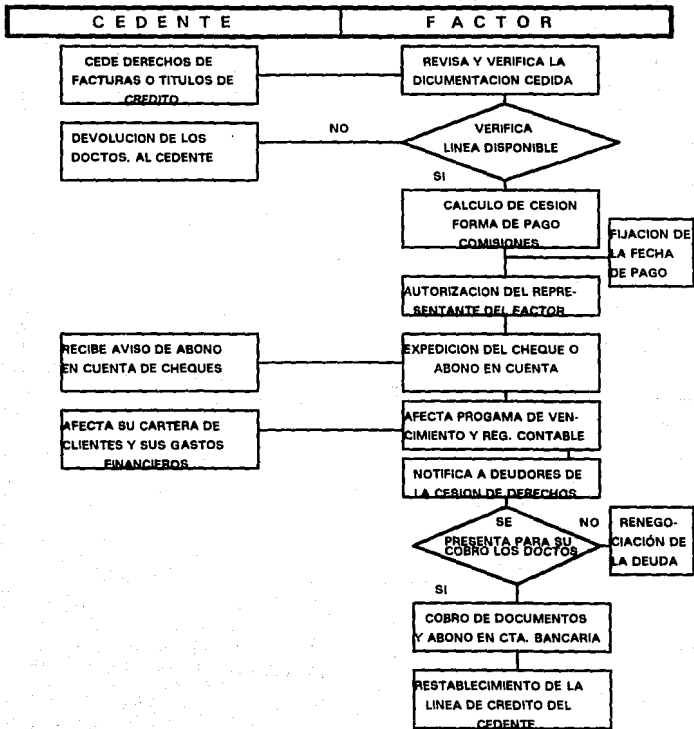 CEDENTE
FACTOR
CEDE DERECHOS DE
FACTURAS O TITULOS DE
CREDITO
REVISA Y VERIFICA LA
DICUMENTACION CEDIDA
DEVOLUCION DE LOS
DOCTOS. AL CEDENTE
NO
VERIFICA
LINEA DISPONIBLE
SI
CALCULO DE CESION
FORMA DE PAGO
COMISIONES
FIJACION DE
LA FECHA
DE PAGO
AUTORIZACION DEL REPRE-
SENTANTE DEL FACTOR
RECIBE AVISO DE ABONO
EN CUENTA DE CHEQUES
EXPEDICION DEL CHEQUE O
ABONO EN CUENTA
AFECTA SU CARTERA DE
CLIENTES Y SUS GASTOS
FINANCIEROS
AFECTA PROGAMA DE VEN-
CIMIENTO Y REG. CONTABLE
NOTIFICA A DEUDORES DE
LA CESION DE DERECHOS
SE
PRESENTA PARA SU
COBRO LOS DOCTOS
NO
RENEGO-
CIACIÓN DE
LA DEUDA
SI
COBRO DE DOCUMENTOS
Y ABONO EN CTA. BANCARIA
RESTABLECIMIENTO DE LA
LINEA DE CREDITO DEL
CEDENTE